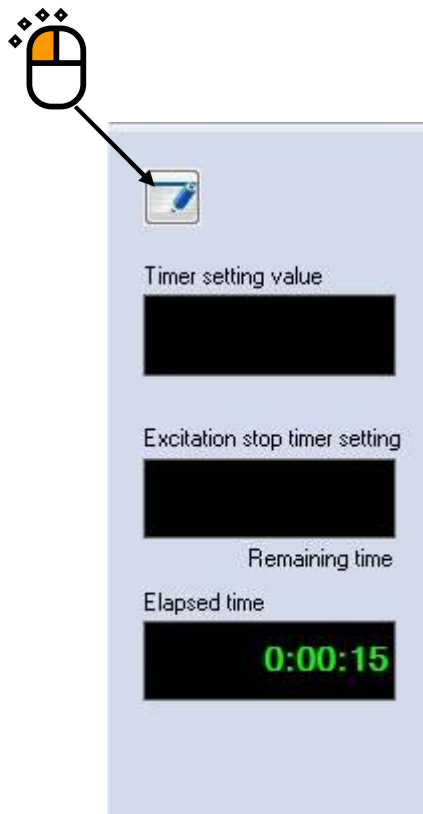 Timer setting value
Excitation stop timer setting
Remaining time
Elapsed time
0:00:15